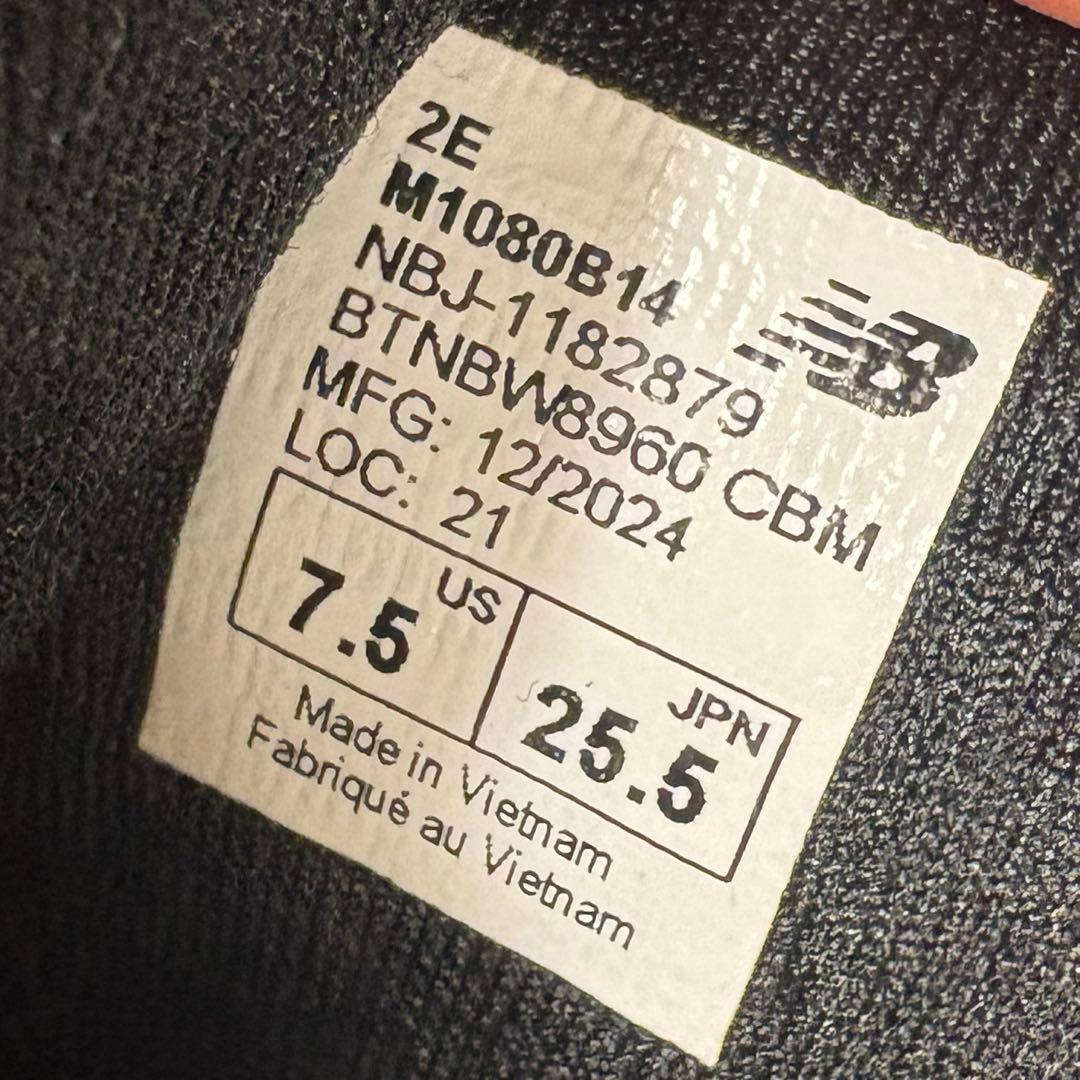 2E
M1080B14
NBJ-1182879
BTNBW8960 CBM
MFG: 12/2024
LOC: 21
US
7.5
JPN
25.5
Made in Vietnam
Fabriqué au Vietnam
NB